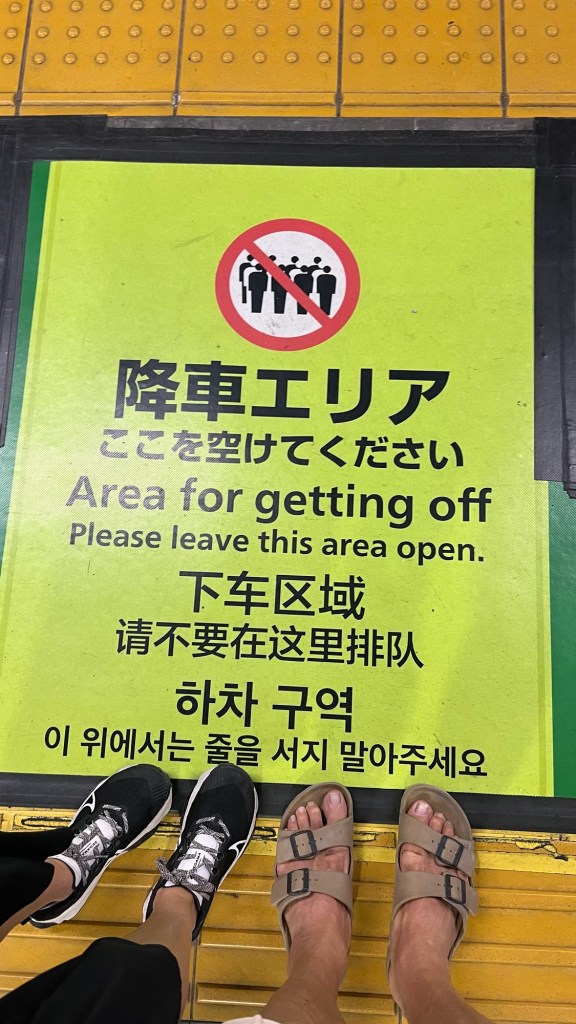 降車エリア
ここを空けてください
Area for getting off
Please leave this area open.
下车区域
请不要在这里排队
하차 구역
이 위에서는 줄을 서지 말아주세요